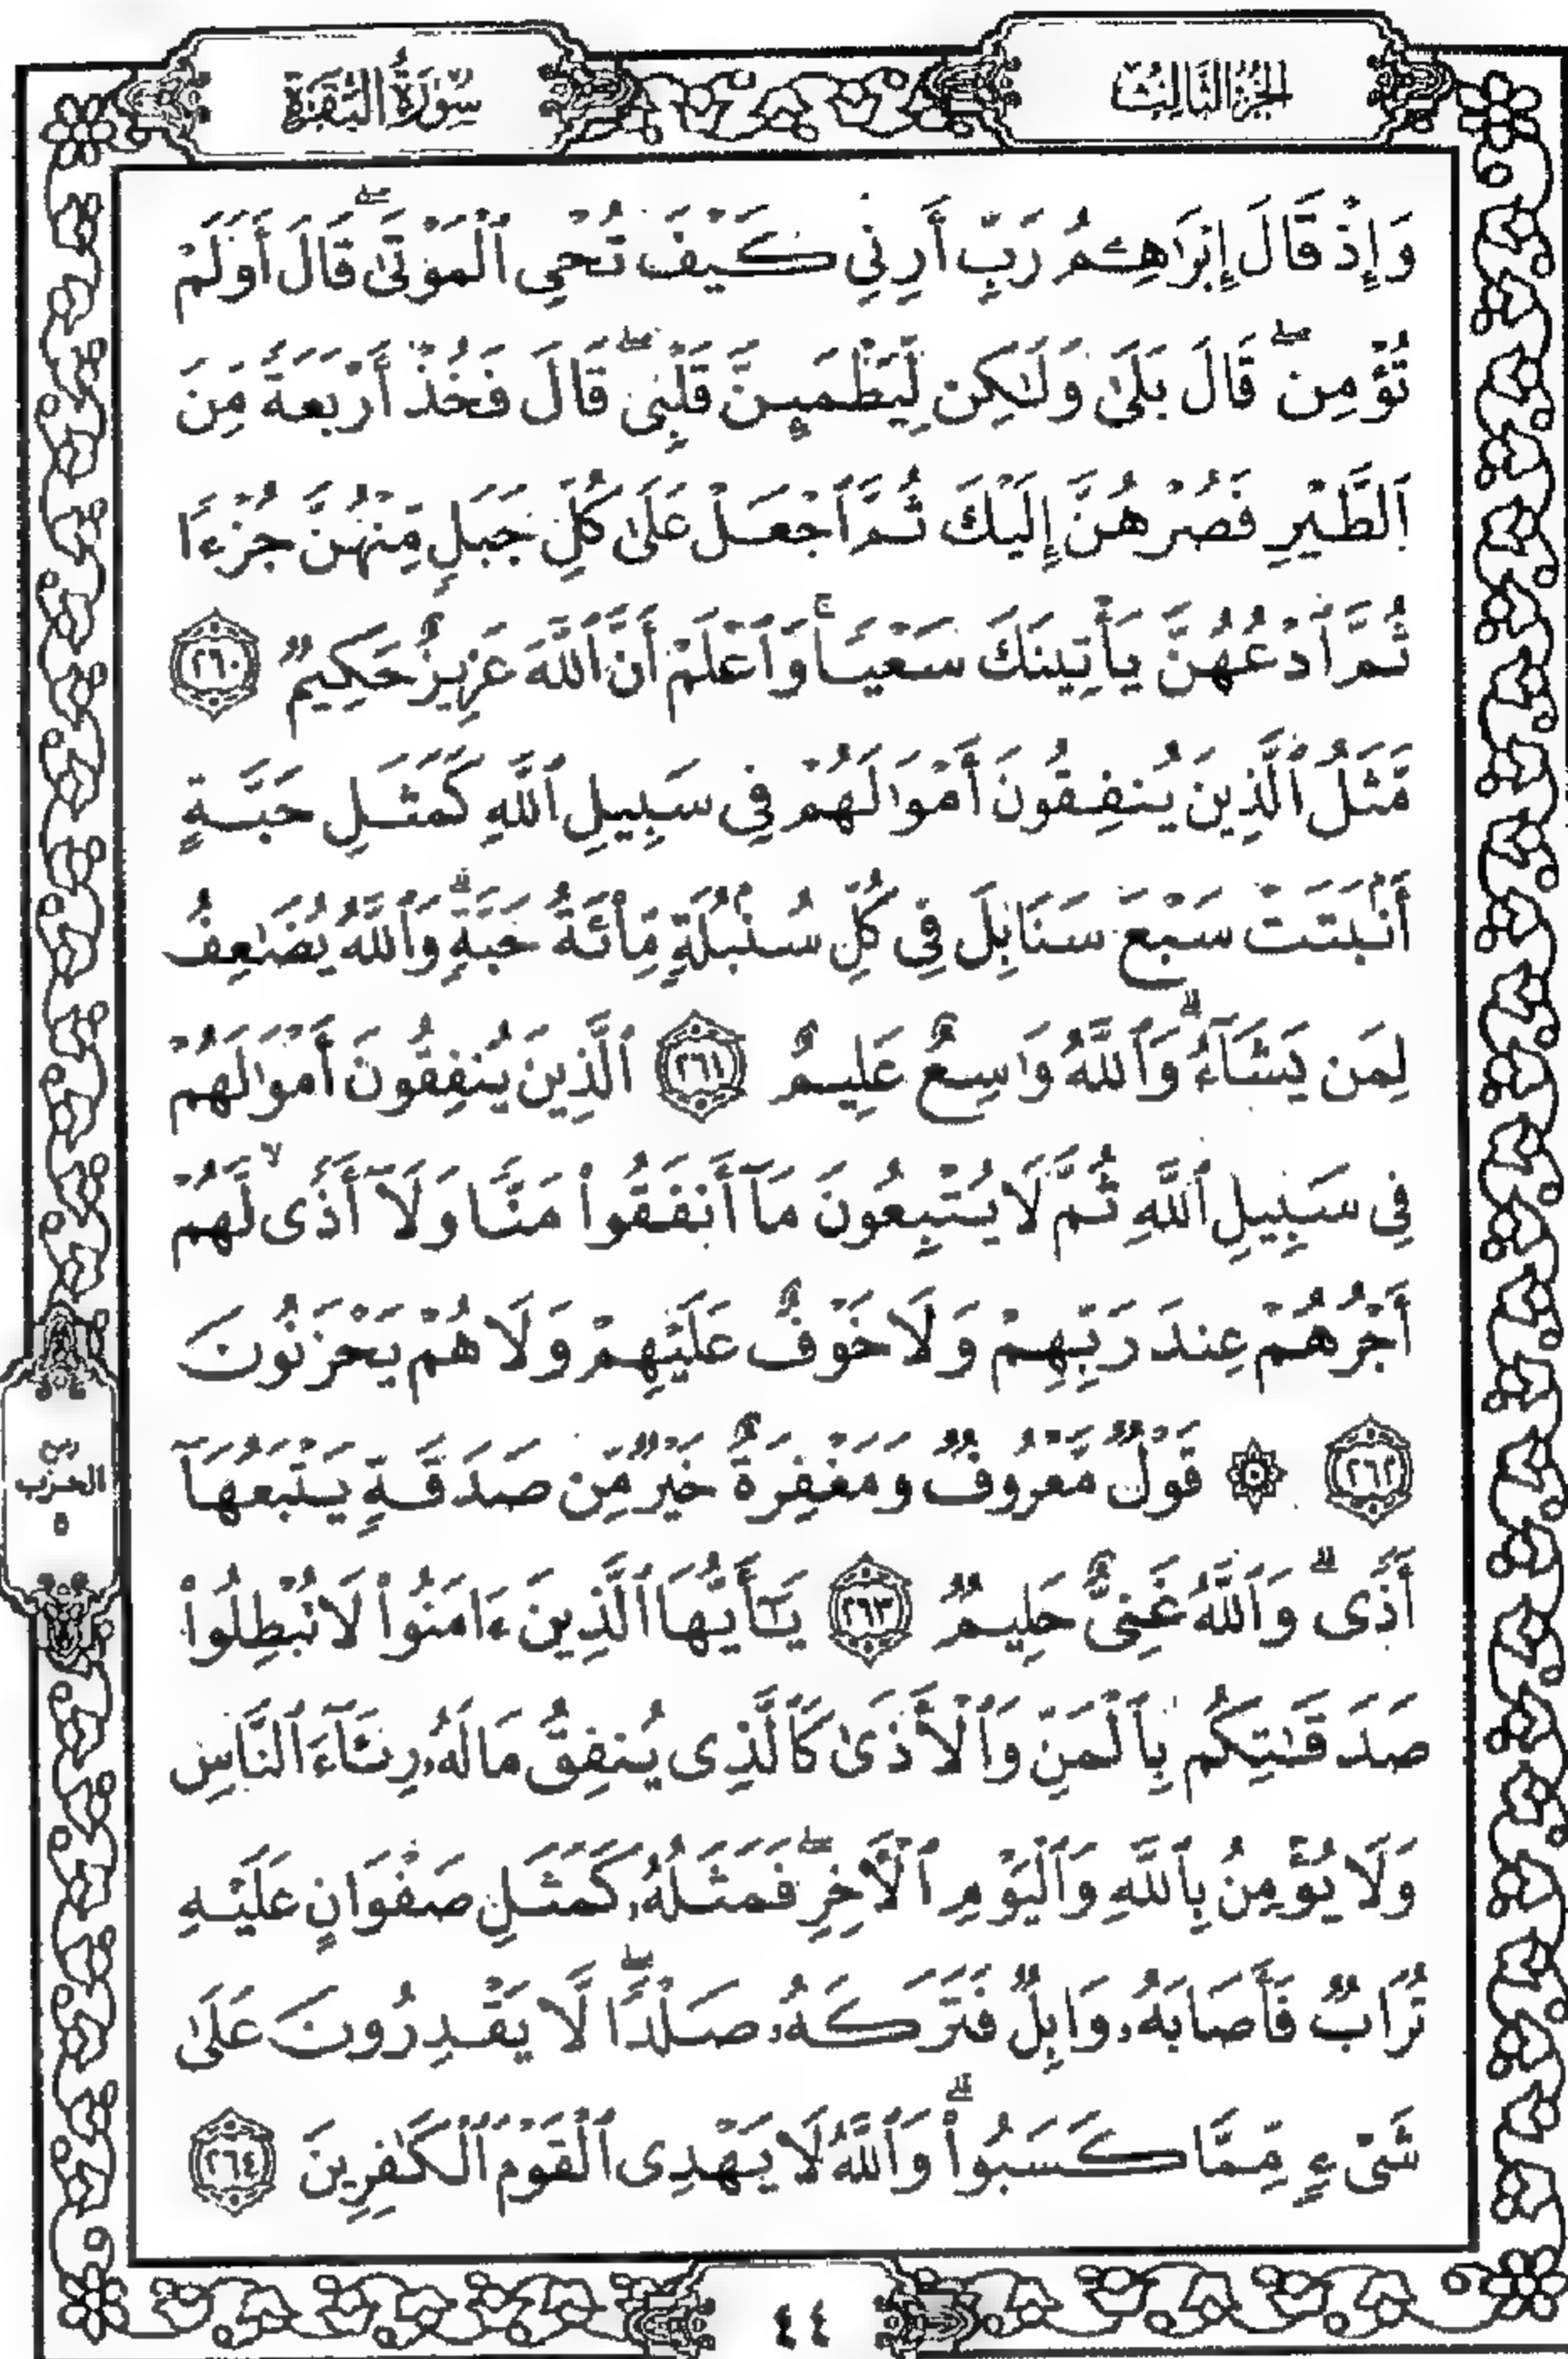 الجزء الثالث
سورة البقرة
وَإِذْ قَالَ إِبْرَٰهِـۧمُ رَبِّ أَرِنِى كَيْفَ تُحْىِ ٱلْمَوْتَىٰ ۖ قَالَ أَوَلَمْ
تُؤْمِن ۖ قَالَ بَلَىٰ وَلَـٰكِن لِّيَطْمَئِنَّ قَلْبِى ۖ قَالَ فَخُذْ أَرْبَعَةً مِّنَ
ٱلطَّيْرِ فَصُرْهُنَّ إِلَيْكَ ثُمَّ ٱجْعَلْ عَلَىٰ كُلِّ جَبَلٍ مِّنْهُنَّ جُزْءًا
ثُمَّ ٱدْعُهُنَّ يَأْتِينَكَ سَعْيًا ۚ وَٱعْلَمْ أَنَّ ٱللَّهَ عَزِيزٌ حَكِيمٌ ٢٦٠
مَّثَلُ ٱلَّذِينَ يُنفِقُونَ أَمْوَٰلَهُمْ فِى سَبِيلِ ٱللَّهِ كَمَثَلِ حَبَّةٍ
أَنۢبَتَتْ سَبْعَ سَنَابِلَ فِى كُلِّ سُنۢبُلَةٍ مِّا۟ئَةُ حَبَّةٍ ۗ وَٱللَّهُ يُضَـٰعِفُ
لِمَن يَشَآءُ ۗ وَٱللَّهُ وَٰسِعٌ عَلِيمٌ ٢٦١ ٱلَّذِينَ يُنفِقُونَ أَمْوَٰلَهُمْ
فِى سَبِيلِ ٱللَّهِ ثُمَّ لَا يُتْبِعُونَ مَآ أَنفَقُوا۟ مَنًّا وَلَآ أَذًى ۙ لَّهُمْ
أَجْرُهُمْ عِندَ رَبِّهِمْ وَلَا خَوْفٌ عَلَيْهِمْ وَلَا هُمْ يَحْزَنُونَ
٢٦٢ ۞ قَوْلٌ مَّعْرُوفٌ وَمَغْفِرَةٌ خَيْرٌ مِّن صَدَقَةٍ يَتْبَعُهَآ
أَذًى ۗ وَٱللَّهُ غَنِىٌّ حَلِيمٌ ٢٦٣ يَـٰٓأَيُّهَا ٱلَّذِينَ ءَامَنُوا۟ لَا تُبْطِلُوا۟
صَدَقَـٰتِكُم بِٱلْمَنِّ وَٱلْأَذَىٰ كَٱلَّذِى يُنفِقُ مَالَهُۥ رِئَآءَ ٱلنَّاسِ
وَلَا يُؤْمِنُ بِٱللَّهِ وَٱلْيَوْمِ ٱلْـَٔاخِرِ ۖ فَمَثَلُهُۥ كَمَثَلِ صَفْوَانٍ عَلَيْهِ
تُرَابٌ فَأَصَابَهُۥ وَابِلٌ فَتَرَكَهُۥ صَلْدًا ۖ لَّا يَقْدِرُونَ عَلَىٰ
شَىْءٍ مِّمَّا كَسَبُوا۟ ۗ وَٱللَّهُ لَا يَهْدِى ٱلْقَوْمَ ٱلْكَـٰفِرِينَ ٢٦٤
الحزب
٥
٤٤